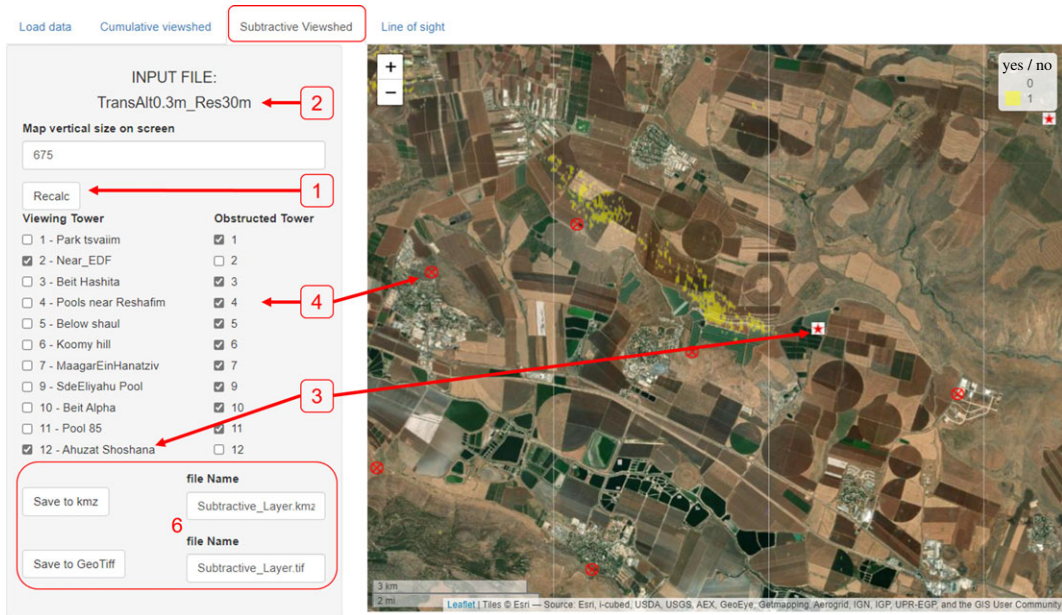 Load data
Cumulative viewshed
Subtractive Viewshed
Line of sight
INPUT FILE:
TransAlt0.3m_Res30m
2
Map vertical size on screen
675
Recalc
1
Viewing Tower
Obstructed Tower
1 - Park tsvaiim
1
2 - Near_EDF
2
3 - Beit Hashita
3
4 - Pools near Reshafim
4
4
5 - Below shaul
5
6 - Koomy hill
6
7 - MaagarEinHanatziv
7
9 - SdeEliyahu Pool
9
3
10 - Beit Alpha
10
11 - Pool 85
11
12 - Ahuzat Shoshana
12
file Name
Save to kmz
Subtractive_Layer.kmz
6
file Name
Save to GeoTiff
Subtractive_Layer.tif
+
−
yes / no
0
1
3 km
2 mi
Leaflet | Tiles © Esri — Source: Esri, i-cubed, USDA, USGS, AEX, GeoEye, Getmapping, Aerogrid, IGN, IGP, UPR-EGP, and the GIS User Commun